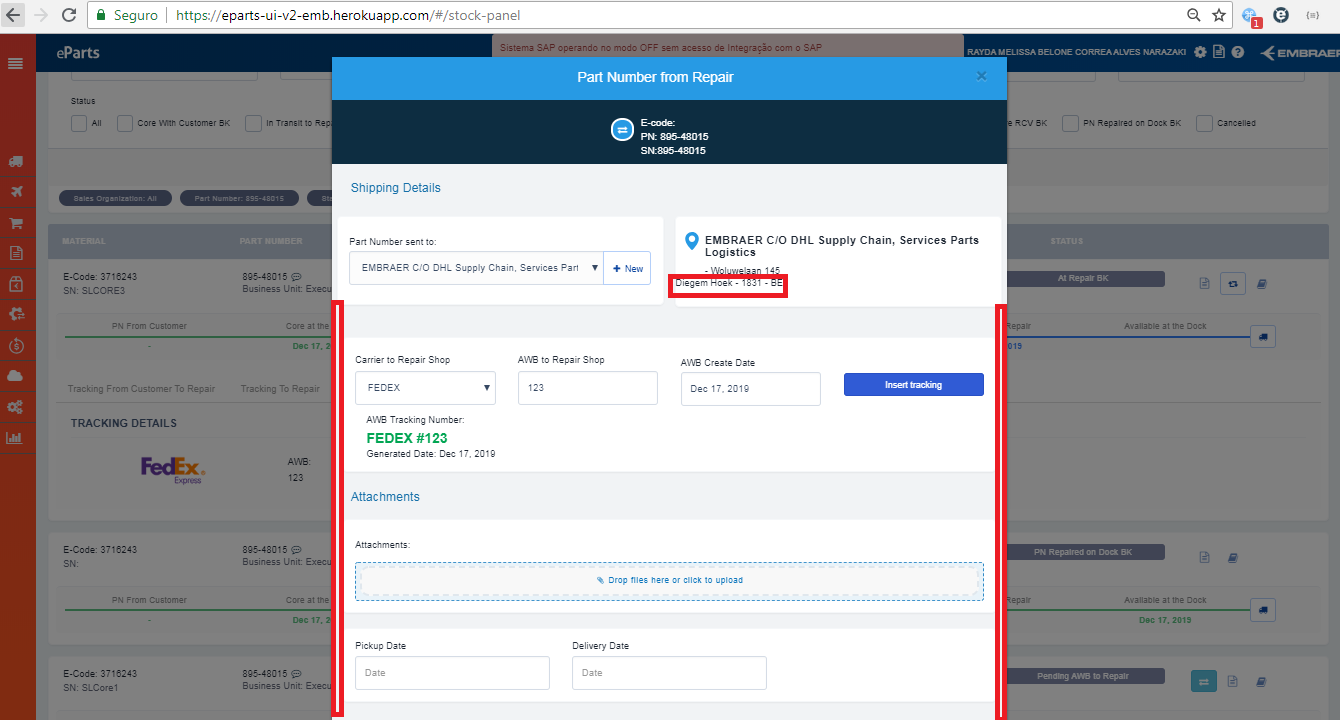 Seguro
https://eparts-ui-v2-emb.herokuapp.com/#/stock-panel
1
eParts
Sistema SAP operando no modo OFF sem acesso de Integração com o SAP
RAYDA MELISSA BELONE CORREA ALVES NARAZAKI
EMBRAER
Part Number from Repair
×
Status
All
Core With Customer BK
In Transit to Repa
e RCV BK
PN Repaired on Dock BK
Cancelled
E-code:
PN: 895-48015
SN:895-48015
Sales Organization: All
Part Number: 895-48015
Sta
Shipping Details
MATERIAL
PART NUMBER
STATUS
Part Number sent to:
EMBRAER C/O DHL Supply Chain, Services Part
+ New
EMBRAER C/O DHL Supply Chain, Services Parts
Logistics
- Woluwelaan 145
Diegem Hoek - 1831 - BE
E-Code: 3716243
SN: SLCORE3
895-48015
Business Unit: Execu
At Repair BK
PN From Customer
Core at the
Repair
Available at the Dock
-
Dec 17, 2
2019
Tracking From Customer To Repair
Tracking To Repair
Carrier to Repair Shop
AWB to Repair Shop
AWB Create Date
FEDEX
123
Dec 17, 2019
Insert tracking
AWB Tracking Number:
FEDEX #123
Generated Date: Dec 17, 2019
TRACKING DETAILS
FedEx
Express
AWB:
123
Attachments
Attachments:
Drop files here or click to upload
E-Code: 3716243
SN:
895-48015
Business Unit: Execu
PN Repaired on Dock BK
PN From Customer
Core at the
Repair
Available at the Dock
-
Dec 17, 2
Dec 17, 2019
Pickup Date
Delivery Date
Date
Date
E-Code: 3716243
SN: SLCore1
895-48015
Business Unit: Execu
Pending AWB to Repair